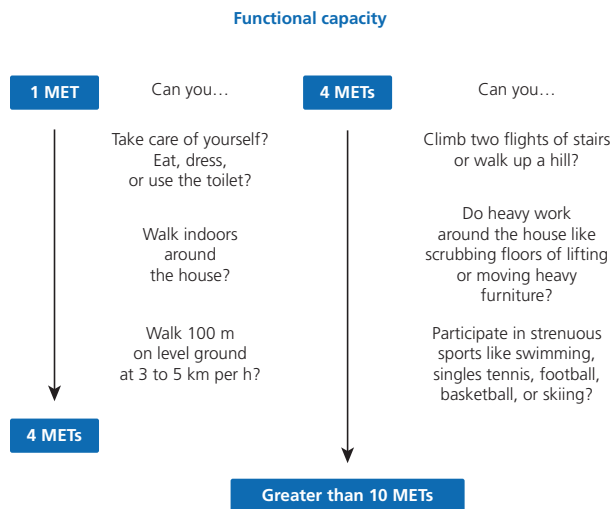 Functional capacity
1 MET
Can you…
Take care of yourself?
Eat, dress,
or use the toilet?
Walk indoors
around
the house?
Walk 100 m
on level ground
at 3 to 5 km per h?
4 METs
4 METs
Can you…
Climb two flights of stairs
or walk up a hill?
Do heavy work
around the house like
scrubbing floors of lifting
or moving heavy
furniture?
Participate in strenuous
sports like swimming,
singles tennis, football,
basketball, or skiing?
Greater than 10 METs